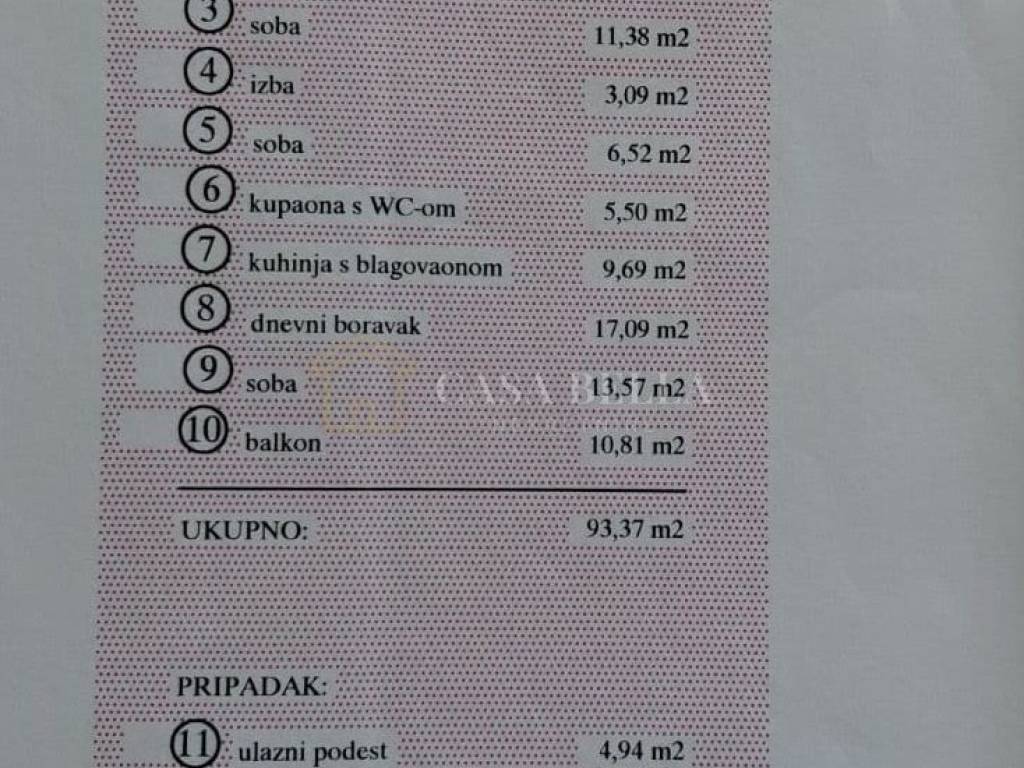 3 soba 11,38 m2
4 izba 3,09 m2
5 soba 6,52 m2
6 kupaona s WC-om 5,50 m2
7 kuhinja s blagovaonom 9,69 m2
8 dnevni boravak 17,09 m2
9 soba 13,57 m2
CASA BELLA
10 balkon 10,81 m2
UKUPNO: 93,37 m2
PRIPADAK:
11 ulazni podest 4,94 m2